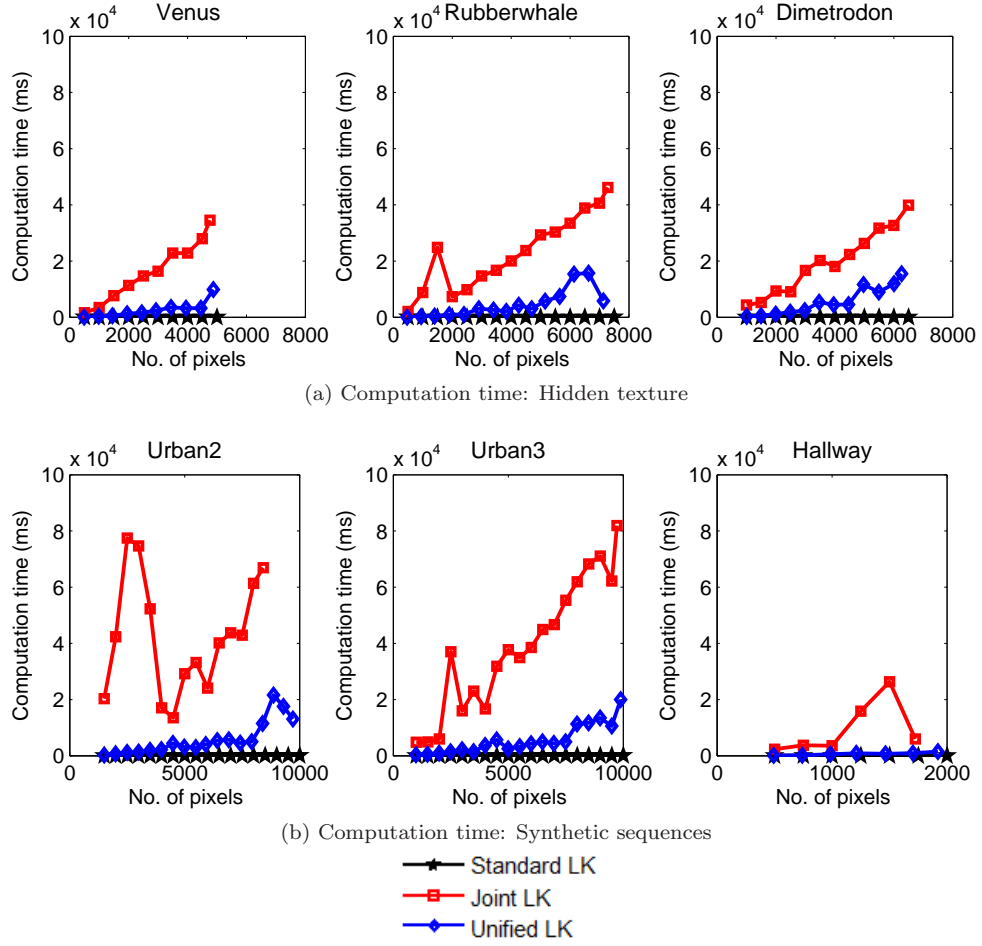 Venus
Rubberwhale
Dimetrodon
x 10^4
x 10^4
x 10^4
10
8
6
4
2
0
Computation time (ms)
0 2000 4000 6000 8000
No. of pixels
10
8
6
4
2
0
Computation time (ms)
0 2000 4000 6000 8000
No. of pixels
10
8
6
4
2
0
Computation time (ms)
0 2000 4000 6000 8000
No. of pixels
(a) Computation time: Hidden texture
Urban2
Urban3
Hallway
x 10^4
x 10^4
x 10^4
10
8
6
4
2
0
Computation time (ms)
0 5000 10000
No. of pixels
10
8
6
4
2
0
Computation time (ms)
0 5000 10000
No. of pixels
10
8
6
4
2
0
Computation time (ms)
0 1000 2000
No. of pixels
(b) Computation time: Synthetic sequences
Standard LK
Joint LK
Unified LK